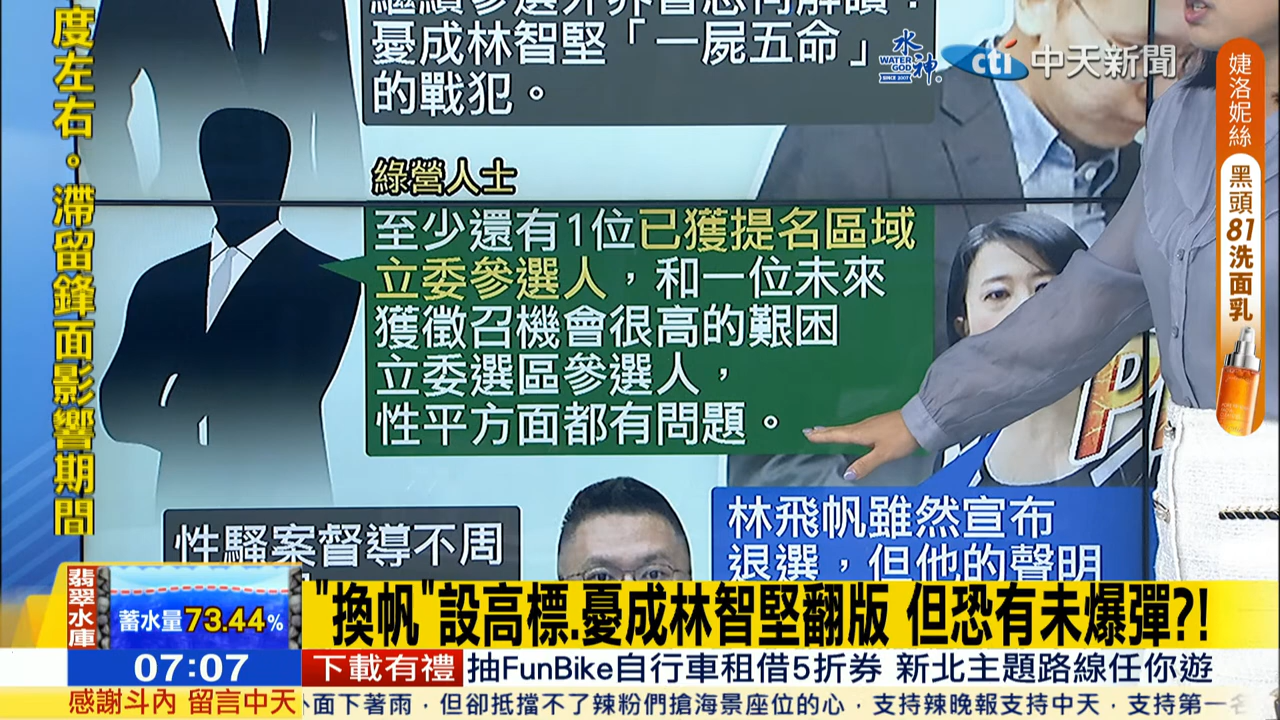 度左右。滯留鋒面影響期間
繼續參選外界會怎何解讀？
憂成林智堅「一屍五命」
的戰犯。
水神
WATER GOD
SINCE 2007
cti 中天新聞
婕洛妮絲
黑頭81洗面乳
綠營人士
至少還有1位已獲提名區域
立委參選人，和一位未來
獲徵召機會很高的艱困
立委選區參選人，
性平方面都有問題。
性騷案督導不周
林飛帆雖然宣布
退選，但他的聲明
翡翠水庫
蓄水量73.44%
"換帆"設高標.憂成林智堅翻版 但恐有未爆彈?!
07:07
下載有禮 抽FunBike自行車租借5折券 新北主題路線任你遊
感謝斗內 留言中天
外面下著雨，但卻抵擋不了辣粉們搶海景座位的心，支持辣晚報支持中天，支持第一名